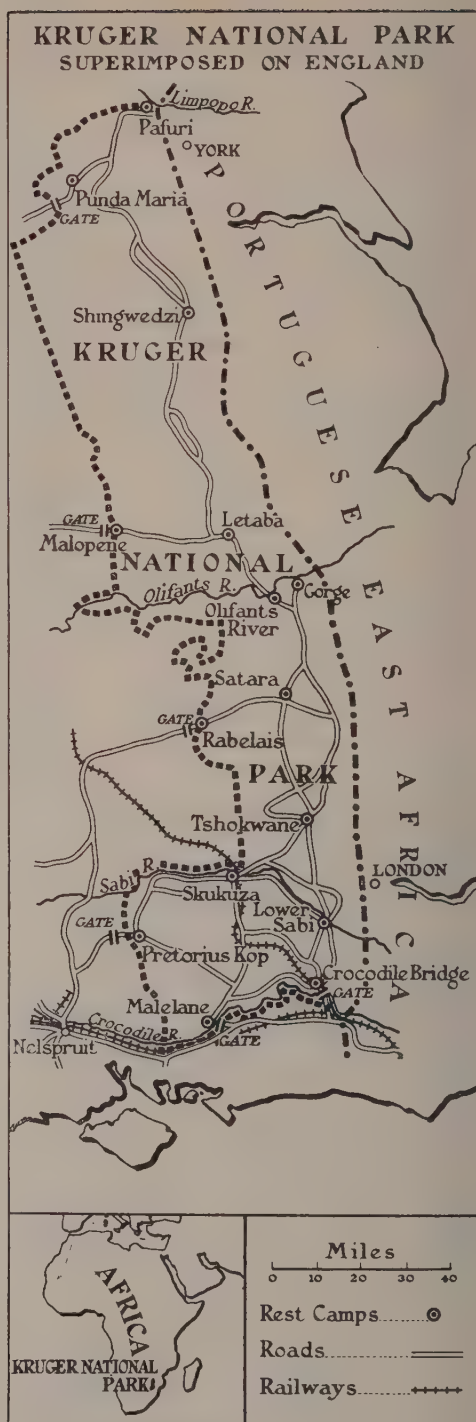 KRUGER NATIONAL PARK
SUPERIMPOSED ON ENGLAND
Limpopo R.
Pafuri
YORK
Punda Maria
GATE
PORTUGUESE EAST AFRICA
Shingwedzi
KRUGER
GATE
Malopene
Letaba
NATIONAL
Olifants R.
Gorge
Olifants
River
Satara
GATE
Rabelais
PARK
Tshokwane
LONDON
Sabi R.
Skukuza
Lower
Sabi
GATE
Pretorius Kop
Crocodile Bridge
GATE
Malelane
Crocodile R.
GATE
Nelspruit
AFRICA
KRUGER NATIONAL
PARK
Miles
0 10 20 30 40
Rest Camps
Roads
Railways